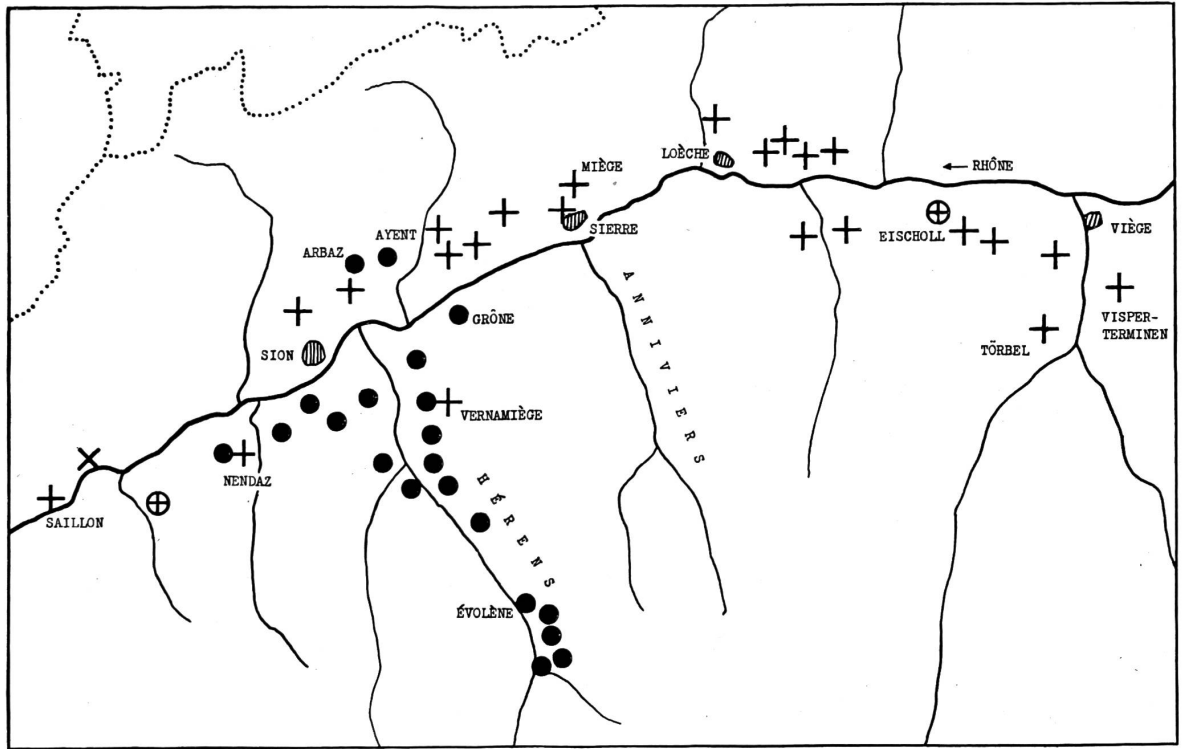 MIÈGE
LOÈCHE
← RHÔNE
SIERRE
EISCHOLL
VIÈGE
AYENT
ARBAZ
ANNIVIERS
GRÔNE
VISPER-
TERMINEN
TÖRBEL
SION
VERNAMIÈGE
NENDAZ
HÉRENS
SAILLON
ÉVOLÈNE